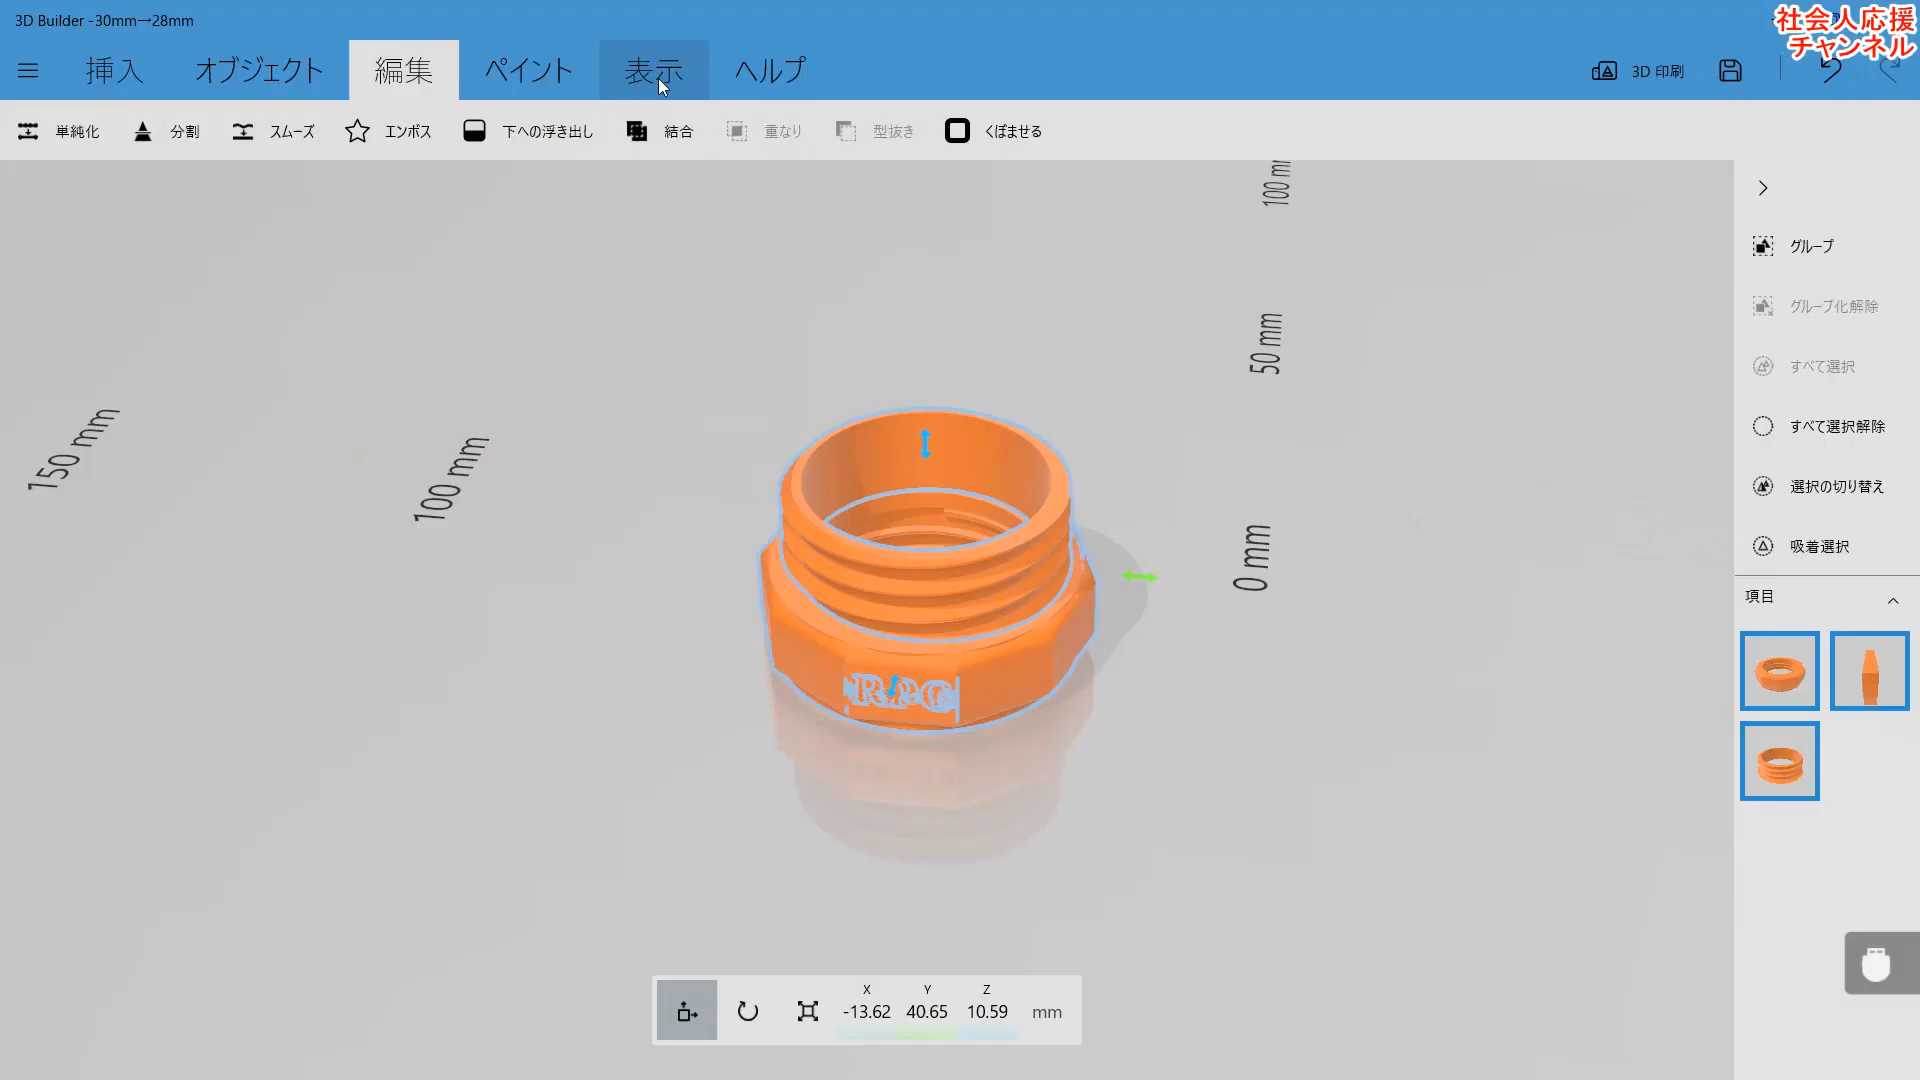 3D Builder - 30mm→28mm
社会人応援
チャンネル
挿入 オブジェクト 編集 ペイント 表示 ヘルプ 3D 印刷
単純化 分割 スムーズ エンボス 下への浮き出し 結合 重なり 型抜き くぼませる
グループ
グループ化解除
すべて選択
すべて選択解除
選択の切り替え
吸着選択
項目
100 mm
50 mm
0 mm
150 mm
100 mm
X Y Z
-13.62 40.65 10.59 mm